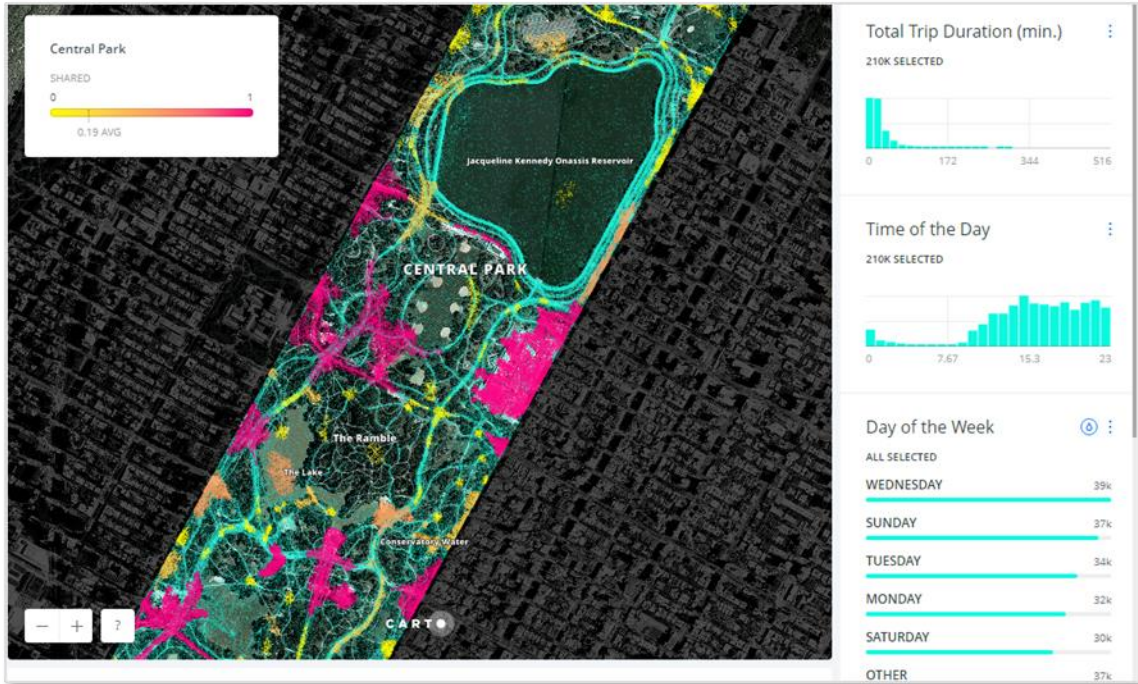 Central Park
SHARED
0 1
0.19 AVG
Jacqueline Kennedy Onassis Reservoir
CENTRAL PARK
The Ramble
The Lake
Conservatory Water
− + ?
CARTO
Total Trip Duration (min.)
210K SELECTED
0 172 344 516
Time of the Day
210K SELECTED
0 7.67 15.3 23
Day of the Week
ALL SELECTED
WEDNESDAY 39k
SUNDAY 37k
TUESDAY 34k
MONDAY 32k
SATURDAY 30k
OTHER 37k